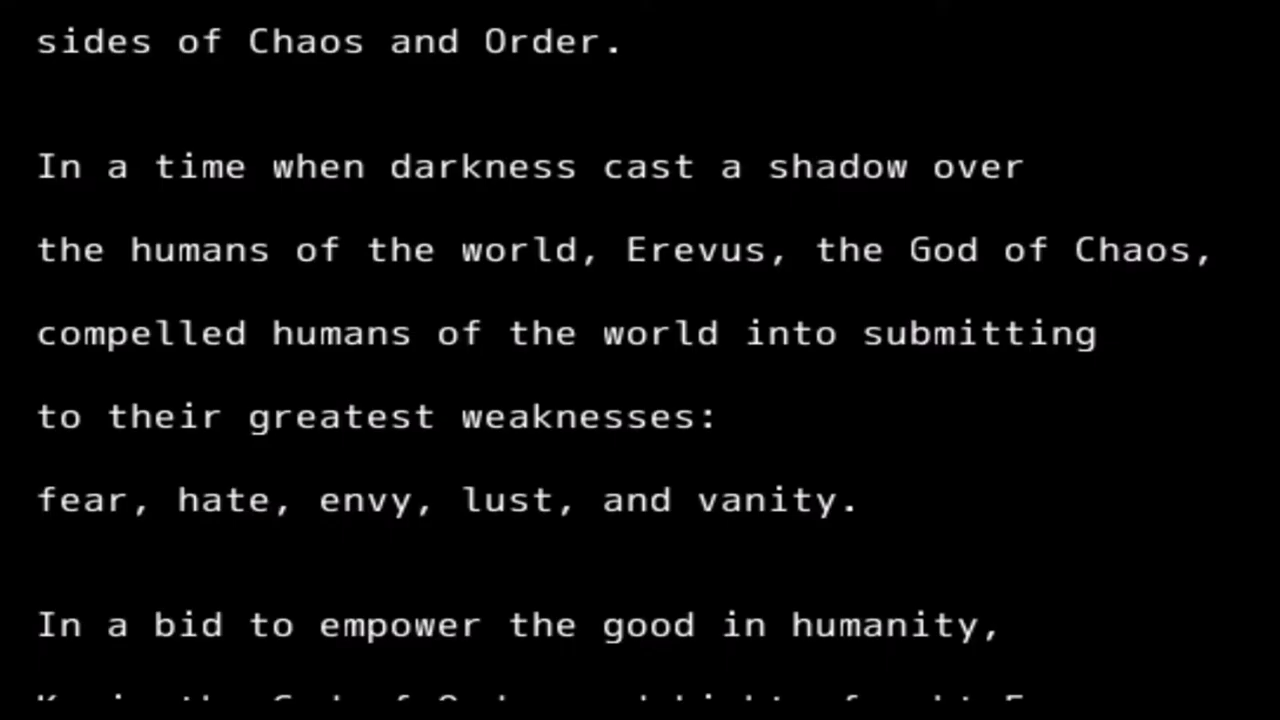 sides of Chaos and Order.
In a time when darkness cast a shadow over
the humans of the world, Erevus, the God of Chaos,
compelled humans of the world into submitting
to their greatest weaknesses:
fear, hate, envy, lust, and vanity.
In a bid to empower the good in humanity,